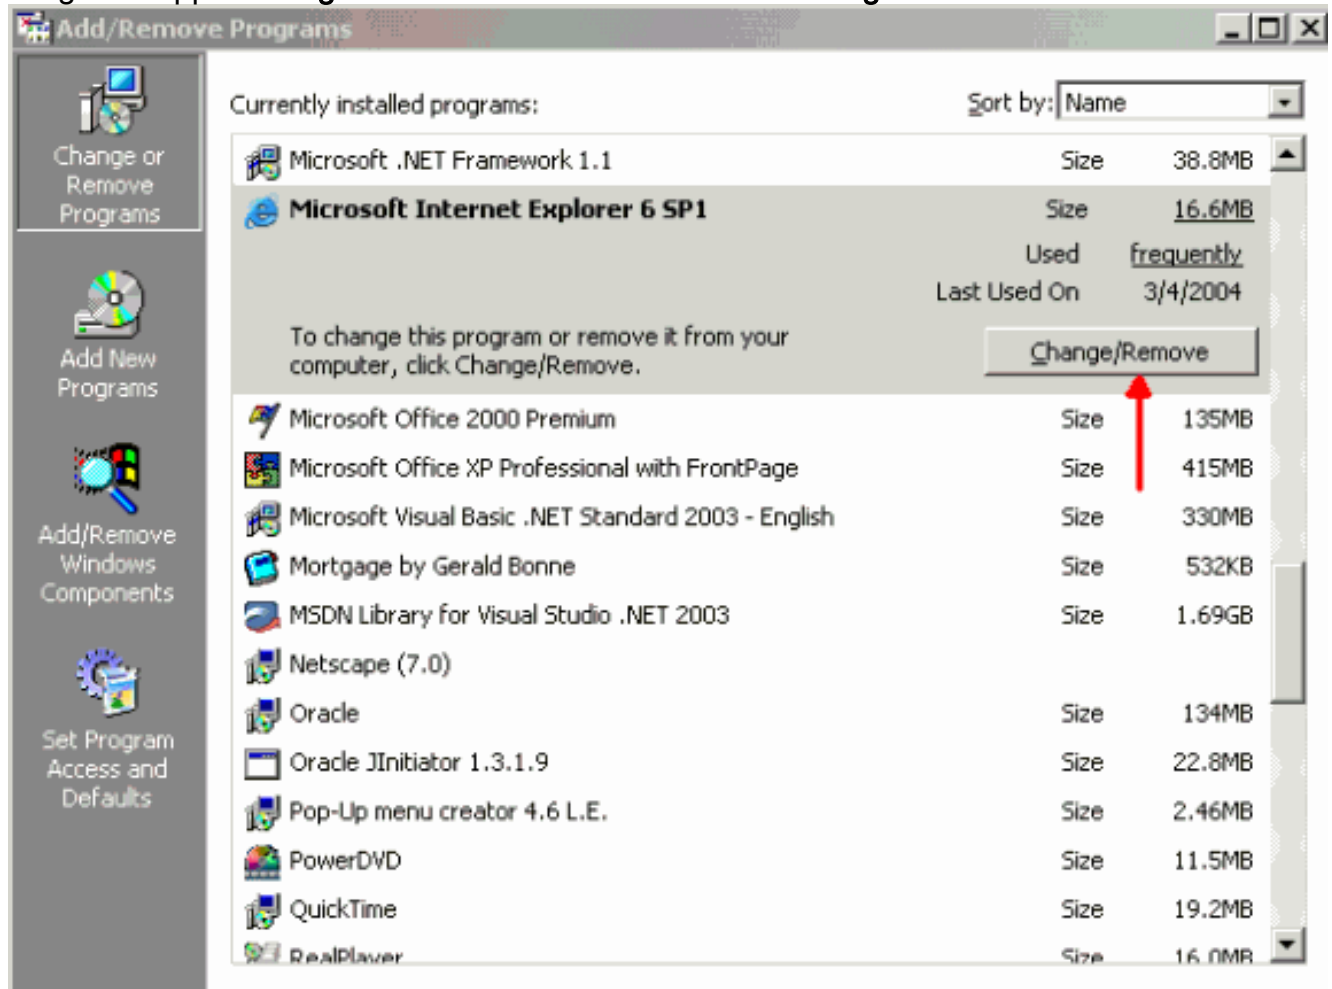 Add/Remove Programs
Change or
Remove
Programs
Add New
Programs
Add/Remove
Windows
Components
Set Program
Access and
Defaults
Currently installed programs: Sort by: Name
Microsoft .NET Framework 1.1 Size 38.8MB
Microsoft Internet Explorer 6 SP1 Size 16.6MB
Used frequently
Last Used On 3/4/2004
To change this program or remove it from your
computer, click Change/Remove.
Change/Remove
Microsoft Office 2000 Premium Size 135MB
Microsoft Office XP Professional with FrontPage Size 415MB
Microsoft Visual Basic .NET Standard 2003 - English Size 330MB
Mortgage by Gerald Bonne Size 532KB
MSDN Library for Visual Studio .NET 2003 Size 1.69GB
Netscape (7.0)
Oracle Size 134MB
Oracle JInitiator 1.3.1.9 Size 22.8MB
Pop-Up menu creator 4.6 L.E. Size 2.46MB
PowerDVD Size 11.5MB
QuickTime Size 19.2MB
RealPlayer Size 16.0MB